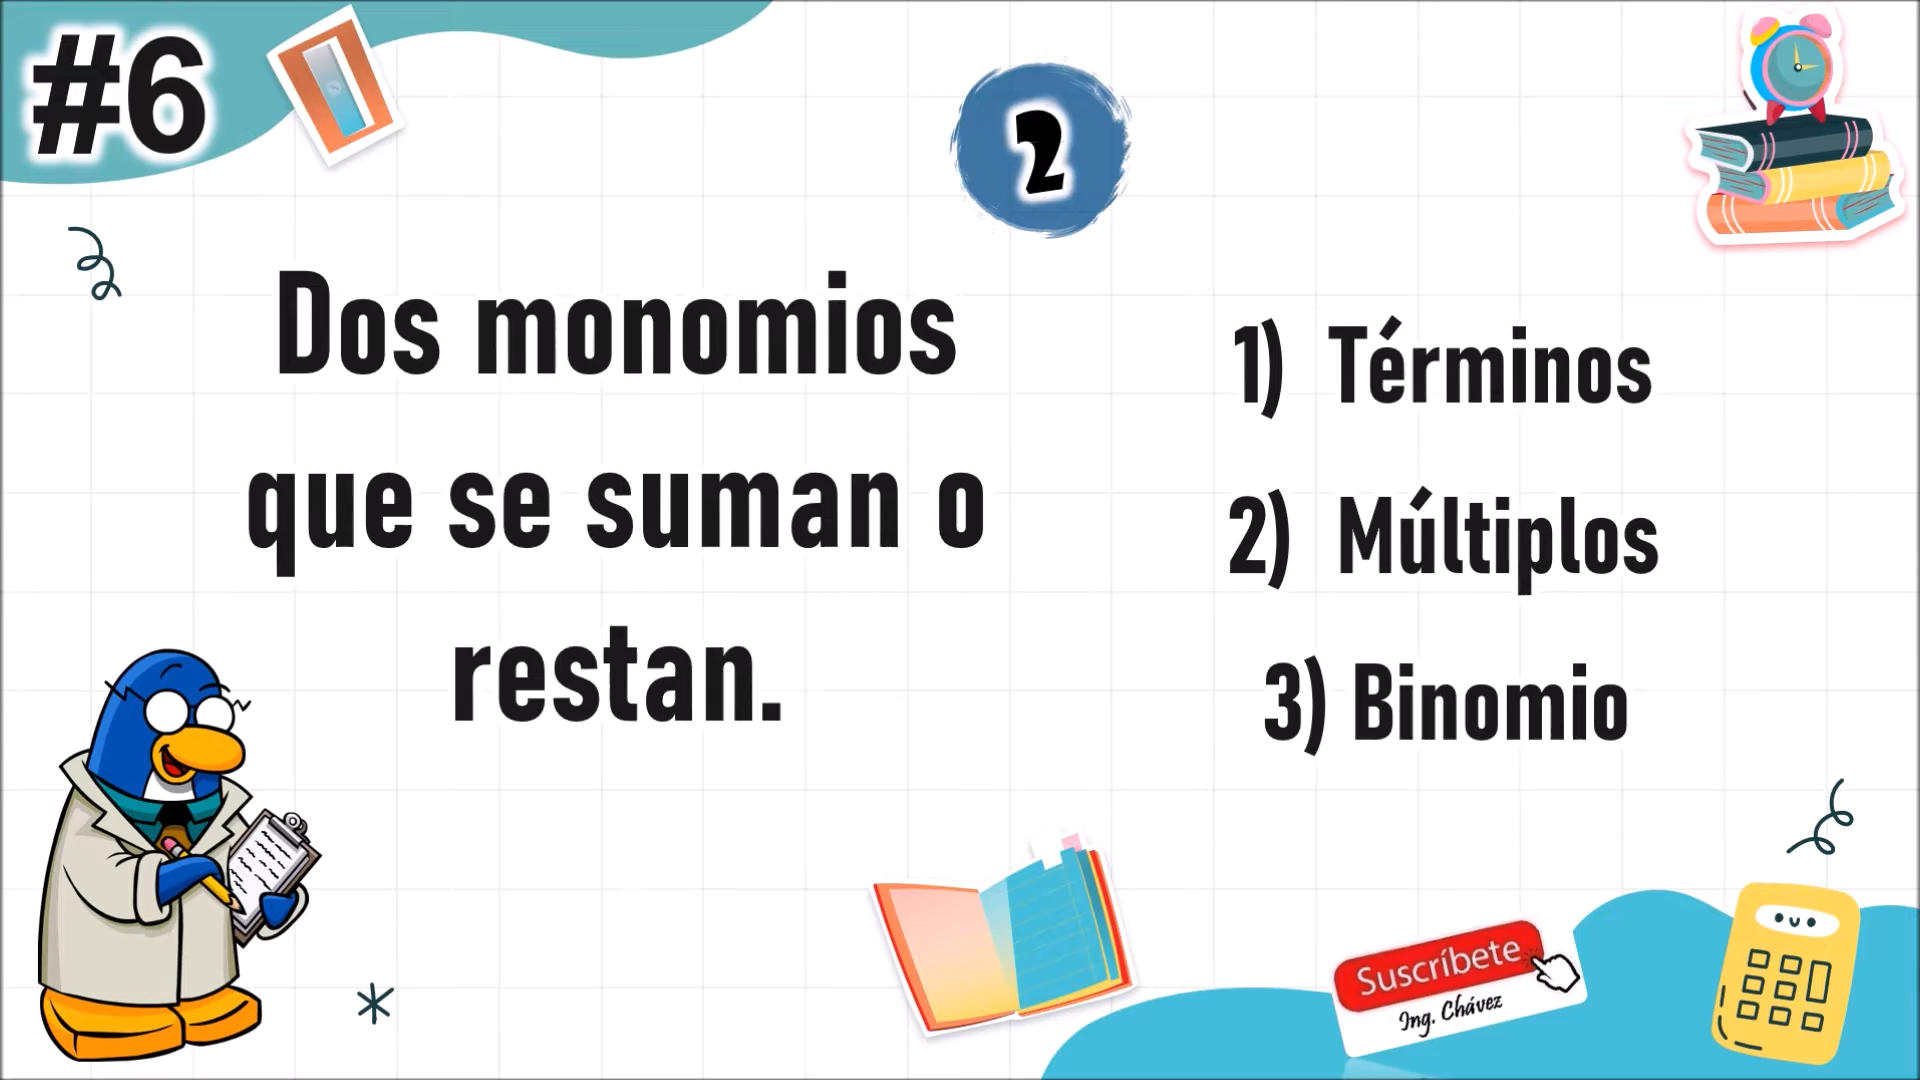 #6
2
Dos monomios
que se suman o
restan.
1) Términos
2) Múltiplos
3) Binomio
Suscríbete
Ing. Chávez